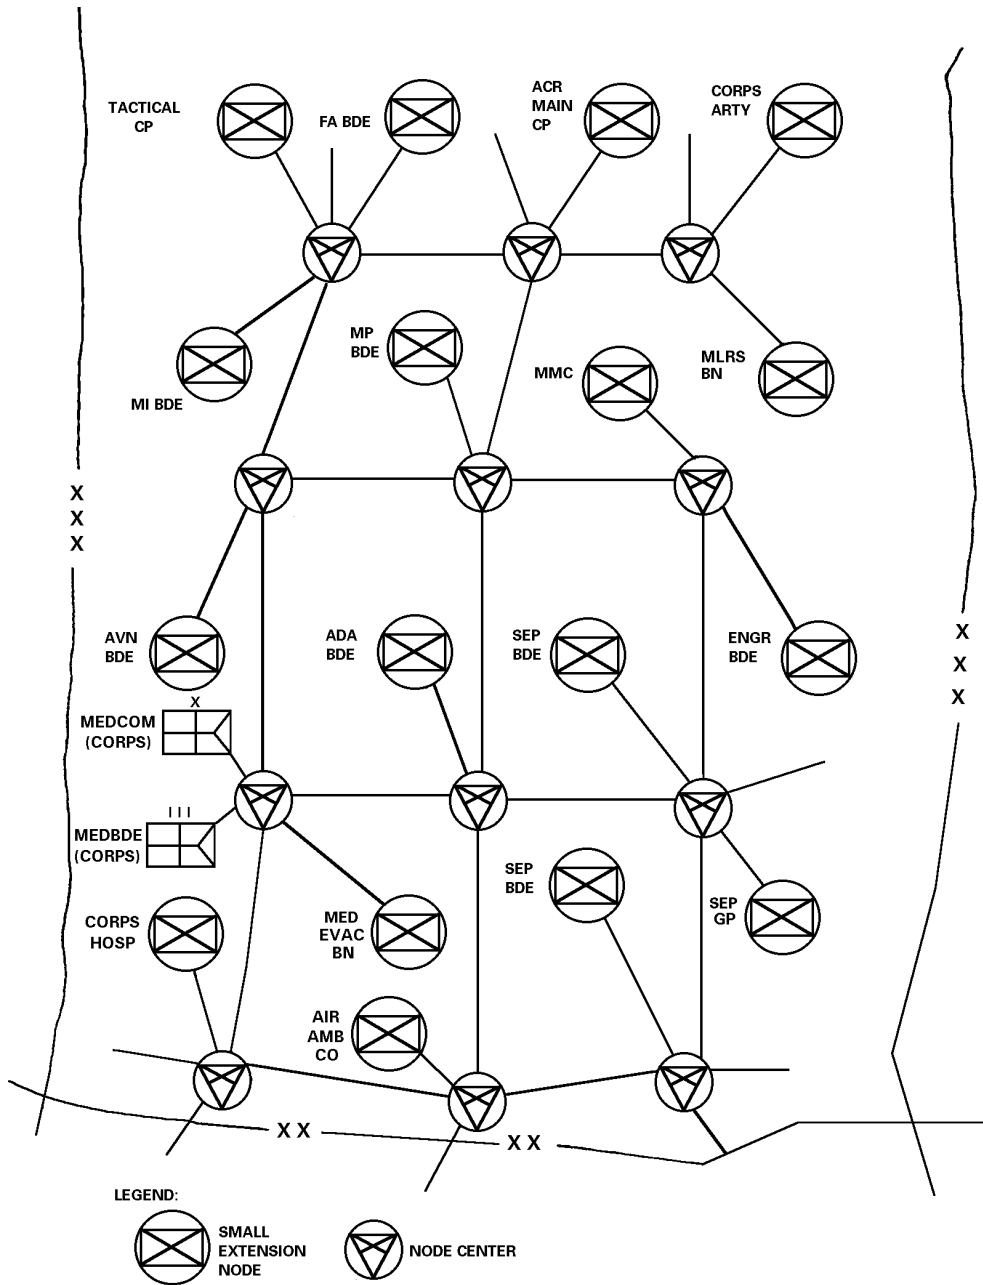 TACTICAL
CP
FA BDE
ACR
MAIN
CP
CORPS
ARTY
MI BDE
MP
BDE
MMC
MLRS
BN
X
X
X
AVN
BDE
ADA
BDE
SEP
BDE
ENGR
BDE
X
X
X
X
MEDCOM
(CORPS)
III
MEDBDE
(CORPS)
CORPS
HOSP
MED
EVAC
BN
SEP
BDE
SEP
GP
AIR
AMB
CO
XX
XX
LEGEND:
SMALL
EXTENSION
NODE
NODE CENTER